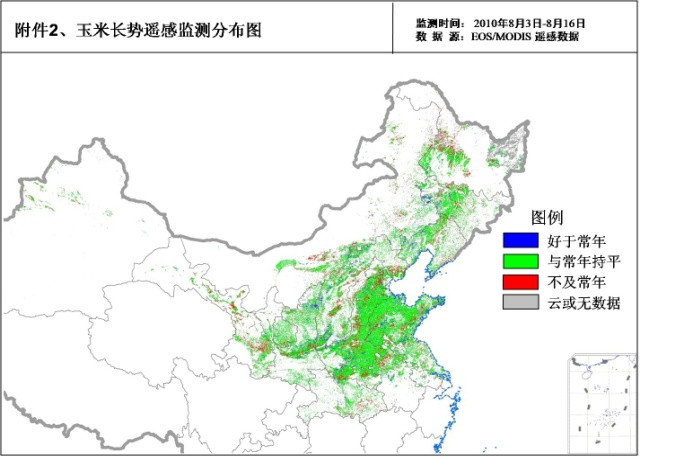 附件2、玉米长势遥感监测分布图
监测时间： 2010年8月3日-8月16日
数 据 源： EOS/MODIS 遥感数据
图例
好于常年
与常年持平
不及常年
云或无数据